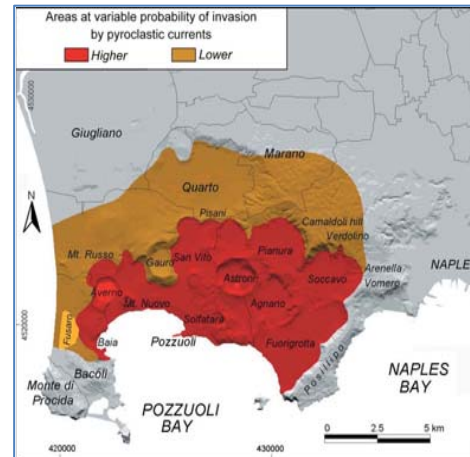 Areas at variable probability of invasion
by pyroclastic currents
Higher
Lower
4530000
Giugliano
Marano
N
Quarto
Pisani
Camaldoli hill
Verdolino
Mt. Russo
Gauro
San Vito
Pianura
Arenella
NAPLE
Astroni
Soccavo
Vomero
Averno
Mt. Nuovo
Agnano
4520000
Fusaro
Solfatara
Baia
Pozzuoli
Fuorigrotta
Posillipo
Bacoli
Monte di
Procida
NAPLES
BAY
POZZUOLI
BAY
0 2.5 5 km
420000
430000